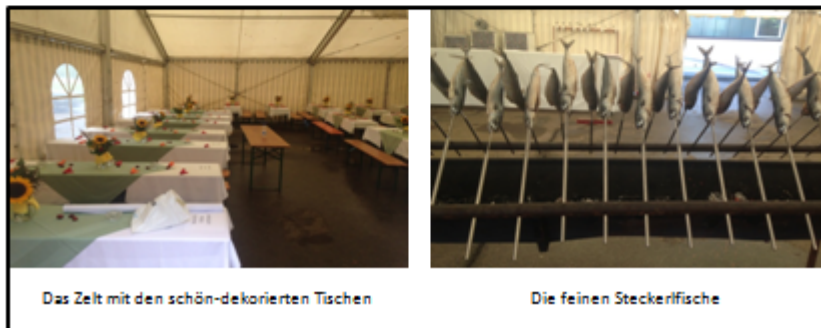 Das Zelt mit den schön-dekorierten Tischen
Die feinen Steckerlfische